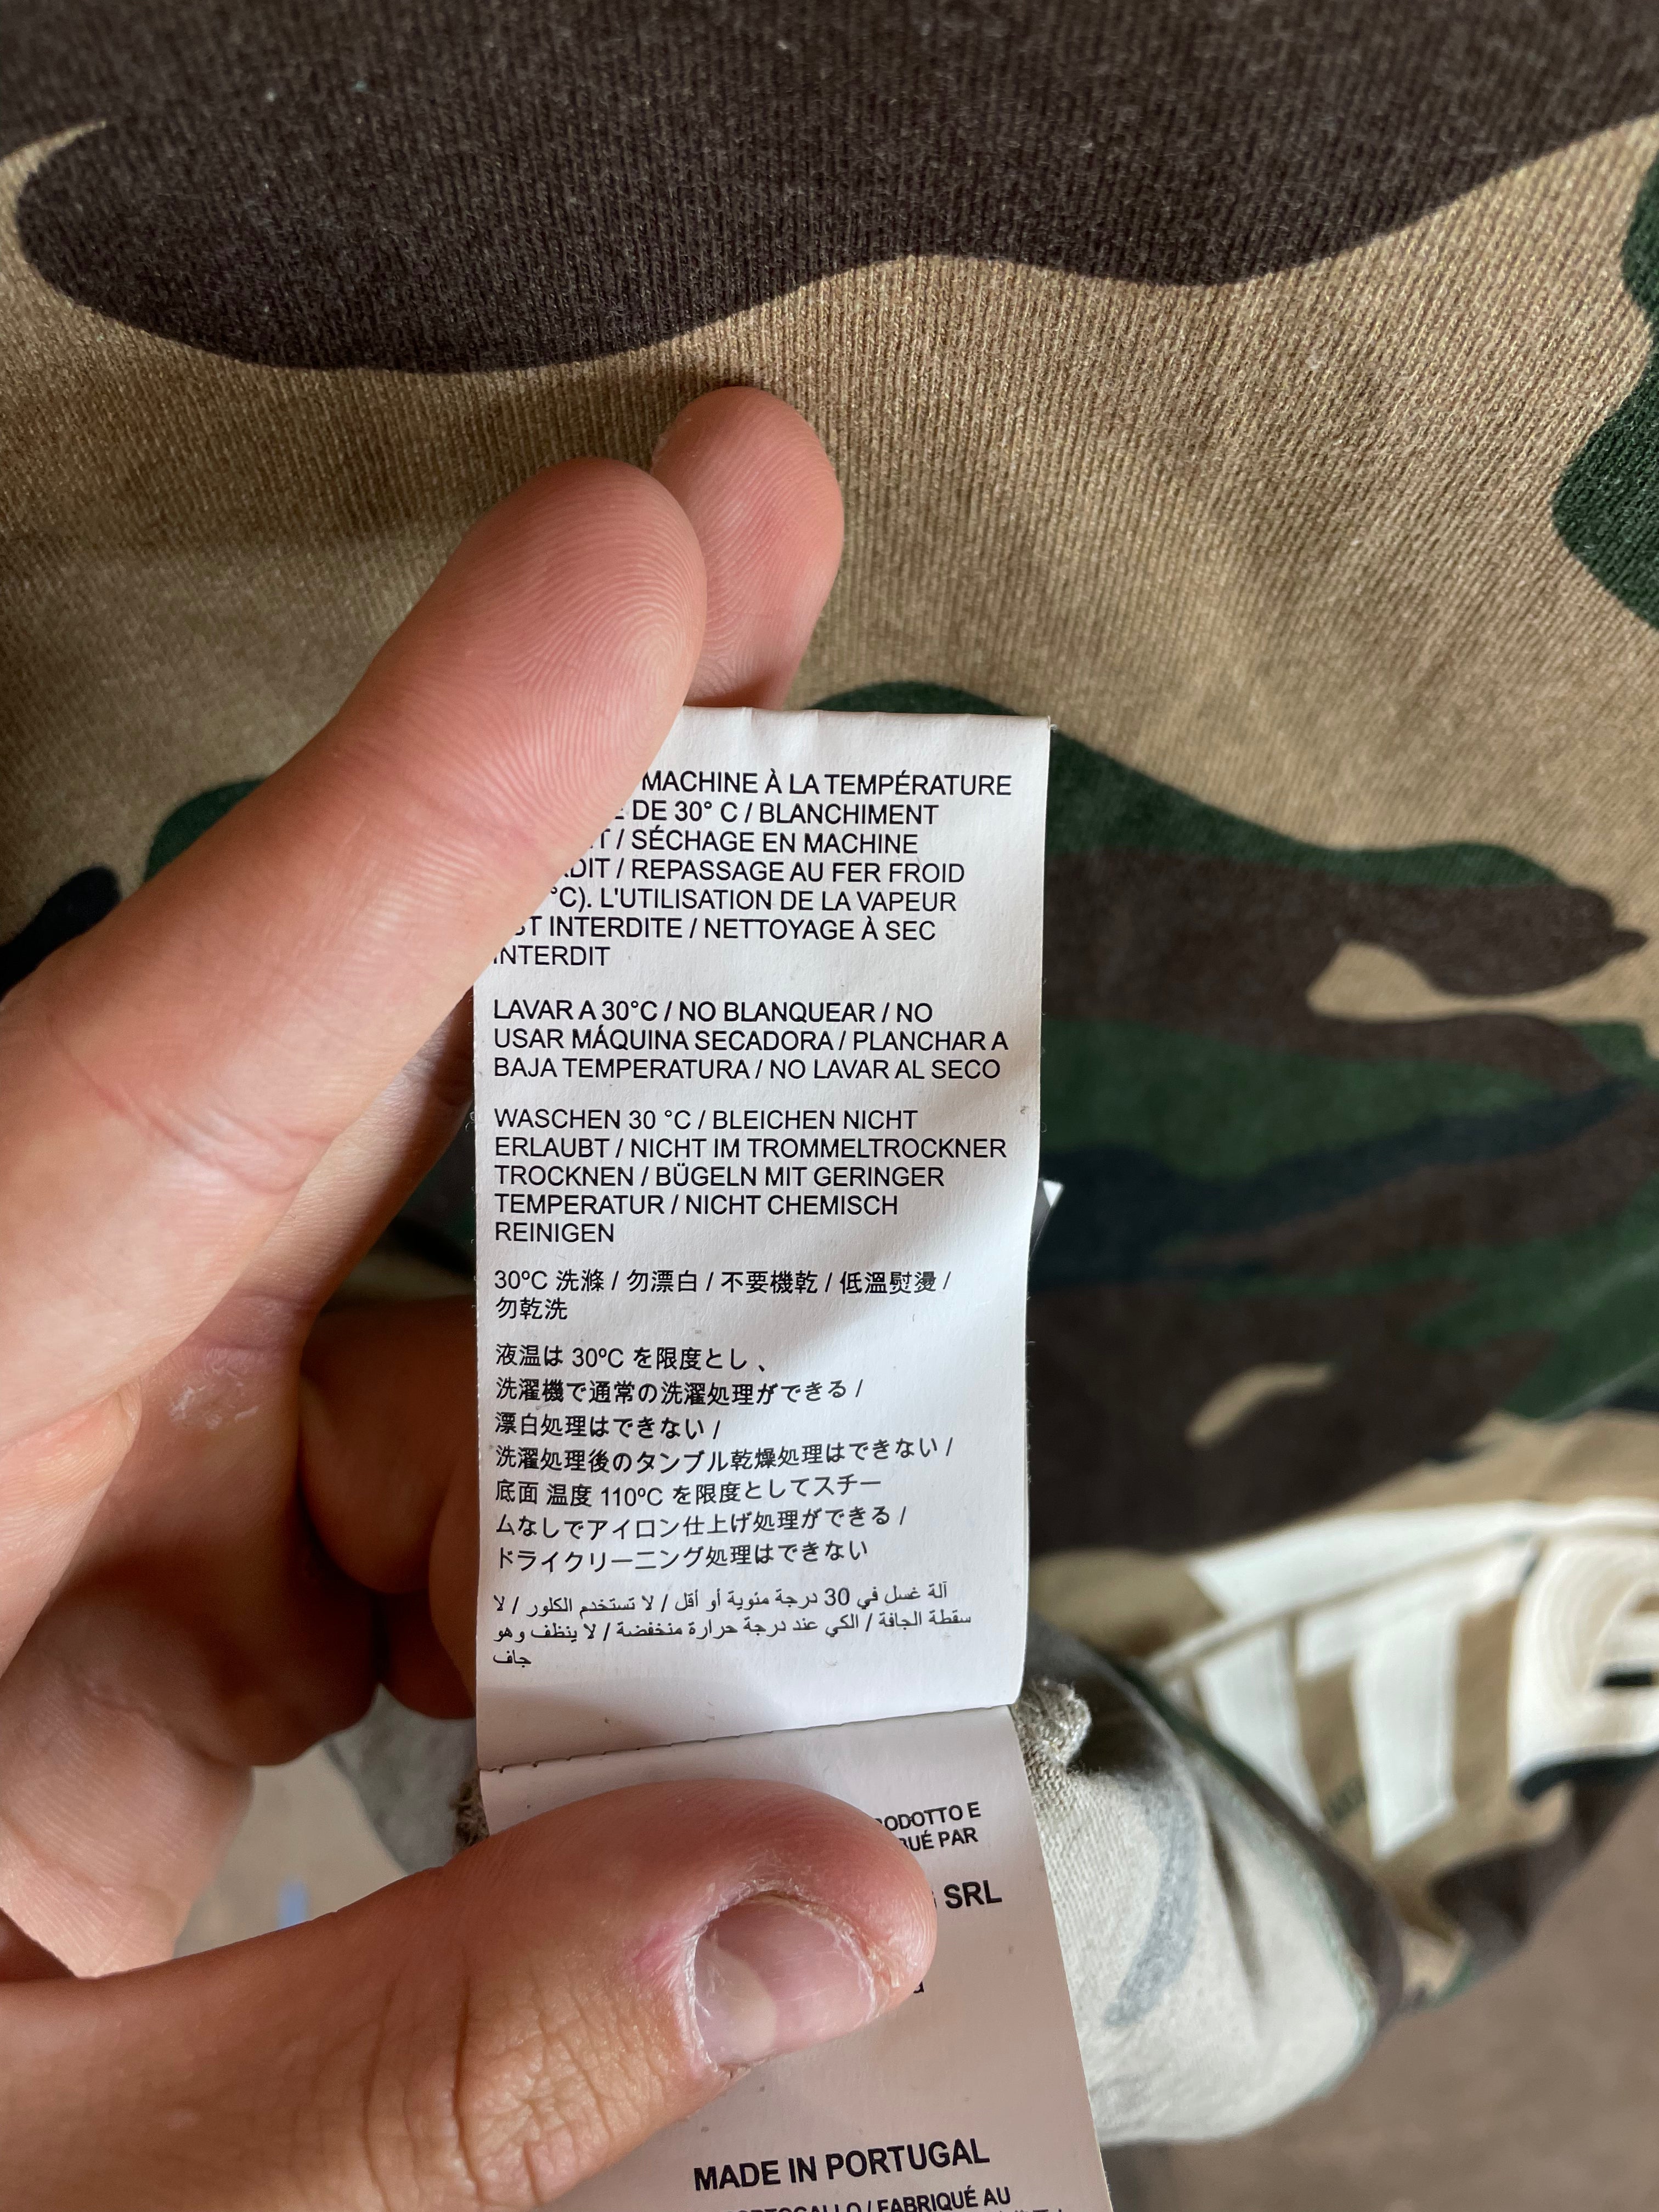 MACHINE À LA TEMPÉRATURE
DE 30° C / BLANCHIMENT
/ SÉCHAGE EN MACHINE
/ REPASSAGE AU FER FROID
°C). L'UTILISATION DE LA VAPEUR
INTERDITE / NETTOYAGE À SEC
INTERDIT
LAVAR A 30°C / NO BLANQUEAR / NO
USAR MÁQUINA SECADORA / PLANCHAR A
BAJA TEMPERATURA / NO LAVAR AL SECO
WASCHEN 30 °C / BLEICHEN NICHT
ERLAUBT / NICHT IM TROMMELTROCKNER
TROCKNEN / BÜGELN MIT GERINGER
TEMPERATUR / NICHT CHEMISCH
REINIGEN
30ºC 洗滌 / 勿漂白 / 不要機乾 / 低溫熨燙 /
勿乾洗
液温は 30ºC を限度とし 、
洗濯機で通常の洗濯処理ができる /
漂白処理はできない /
洗濯処理後のタンブル乾燥処理はできない /
底面 温度 110ºC を限度としてスチー
ムなしでアイロン仕上げ処理ができる /
ドライクリーニング処理はできない
آلة غسل في 30 درجة مئوية أو أقل / لا تستخدم الكلور / لا
سقطة الجافة / الكي عند درجة حرارة منخفضة / لا ينظف وهو
جاف
PRODOTTO E
PAR
SRL
MADE IN PORTUGAL
/ FABRIQUÉ AU